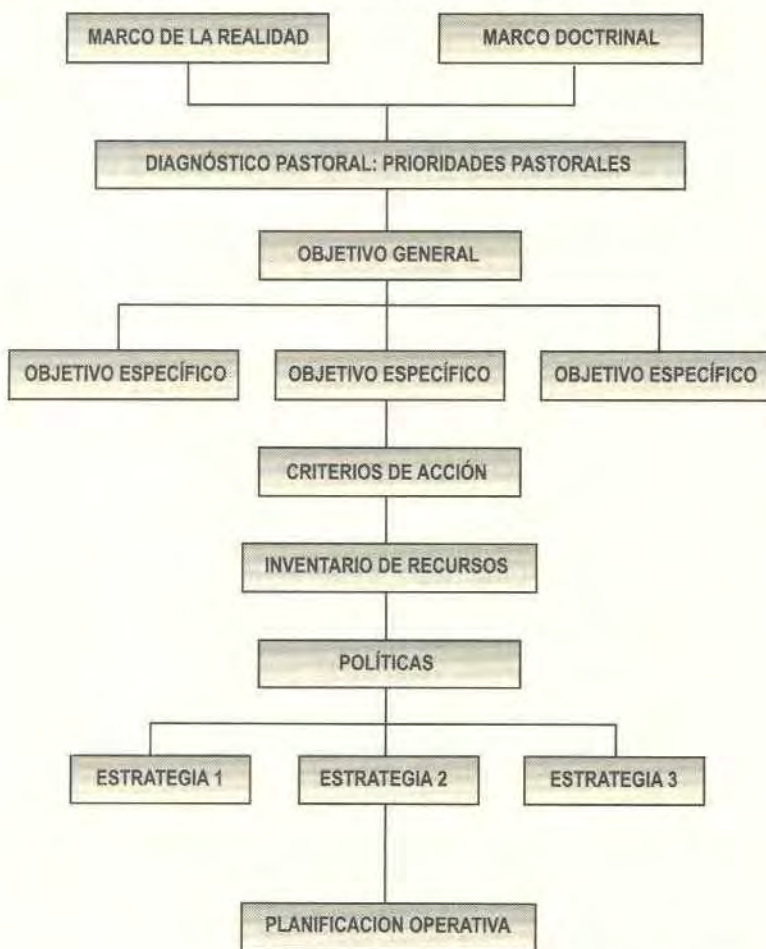 MARCO DE LA REALIDAD
MARCO DOCTRINAL
DIAGNÓSTICO PASTORAL: PRIORIDADES PASTORALES
OBJETIVO GENERAL
OBJETIVO ESPECÍFICO
OBJETIVO ESPECÍFICO
OBJETIVO ESPECÍFICO
CRITERIOS DE ACCIÓN
INVENTARIO DE RECURSOS
POLÍTICAS
ESTRATEGIA 1
ESTRATEGIA 2
ESTRATEGIA 3
PLANIFICACION OPERATIVA